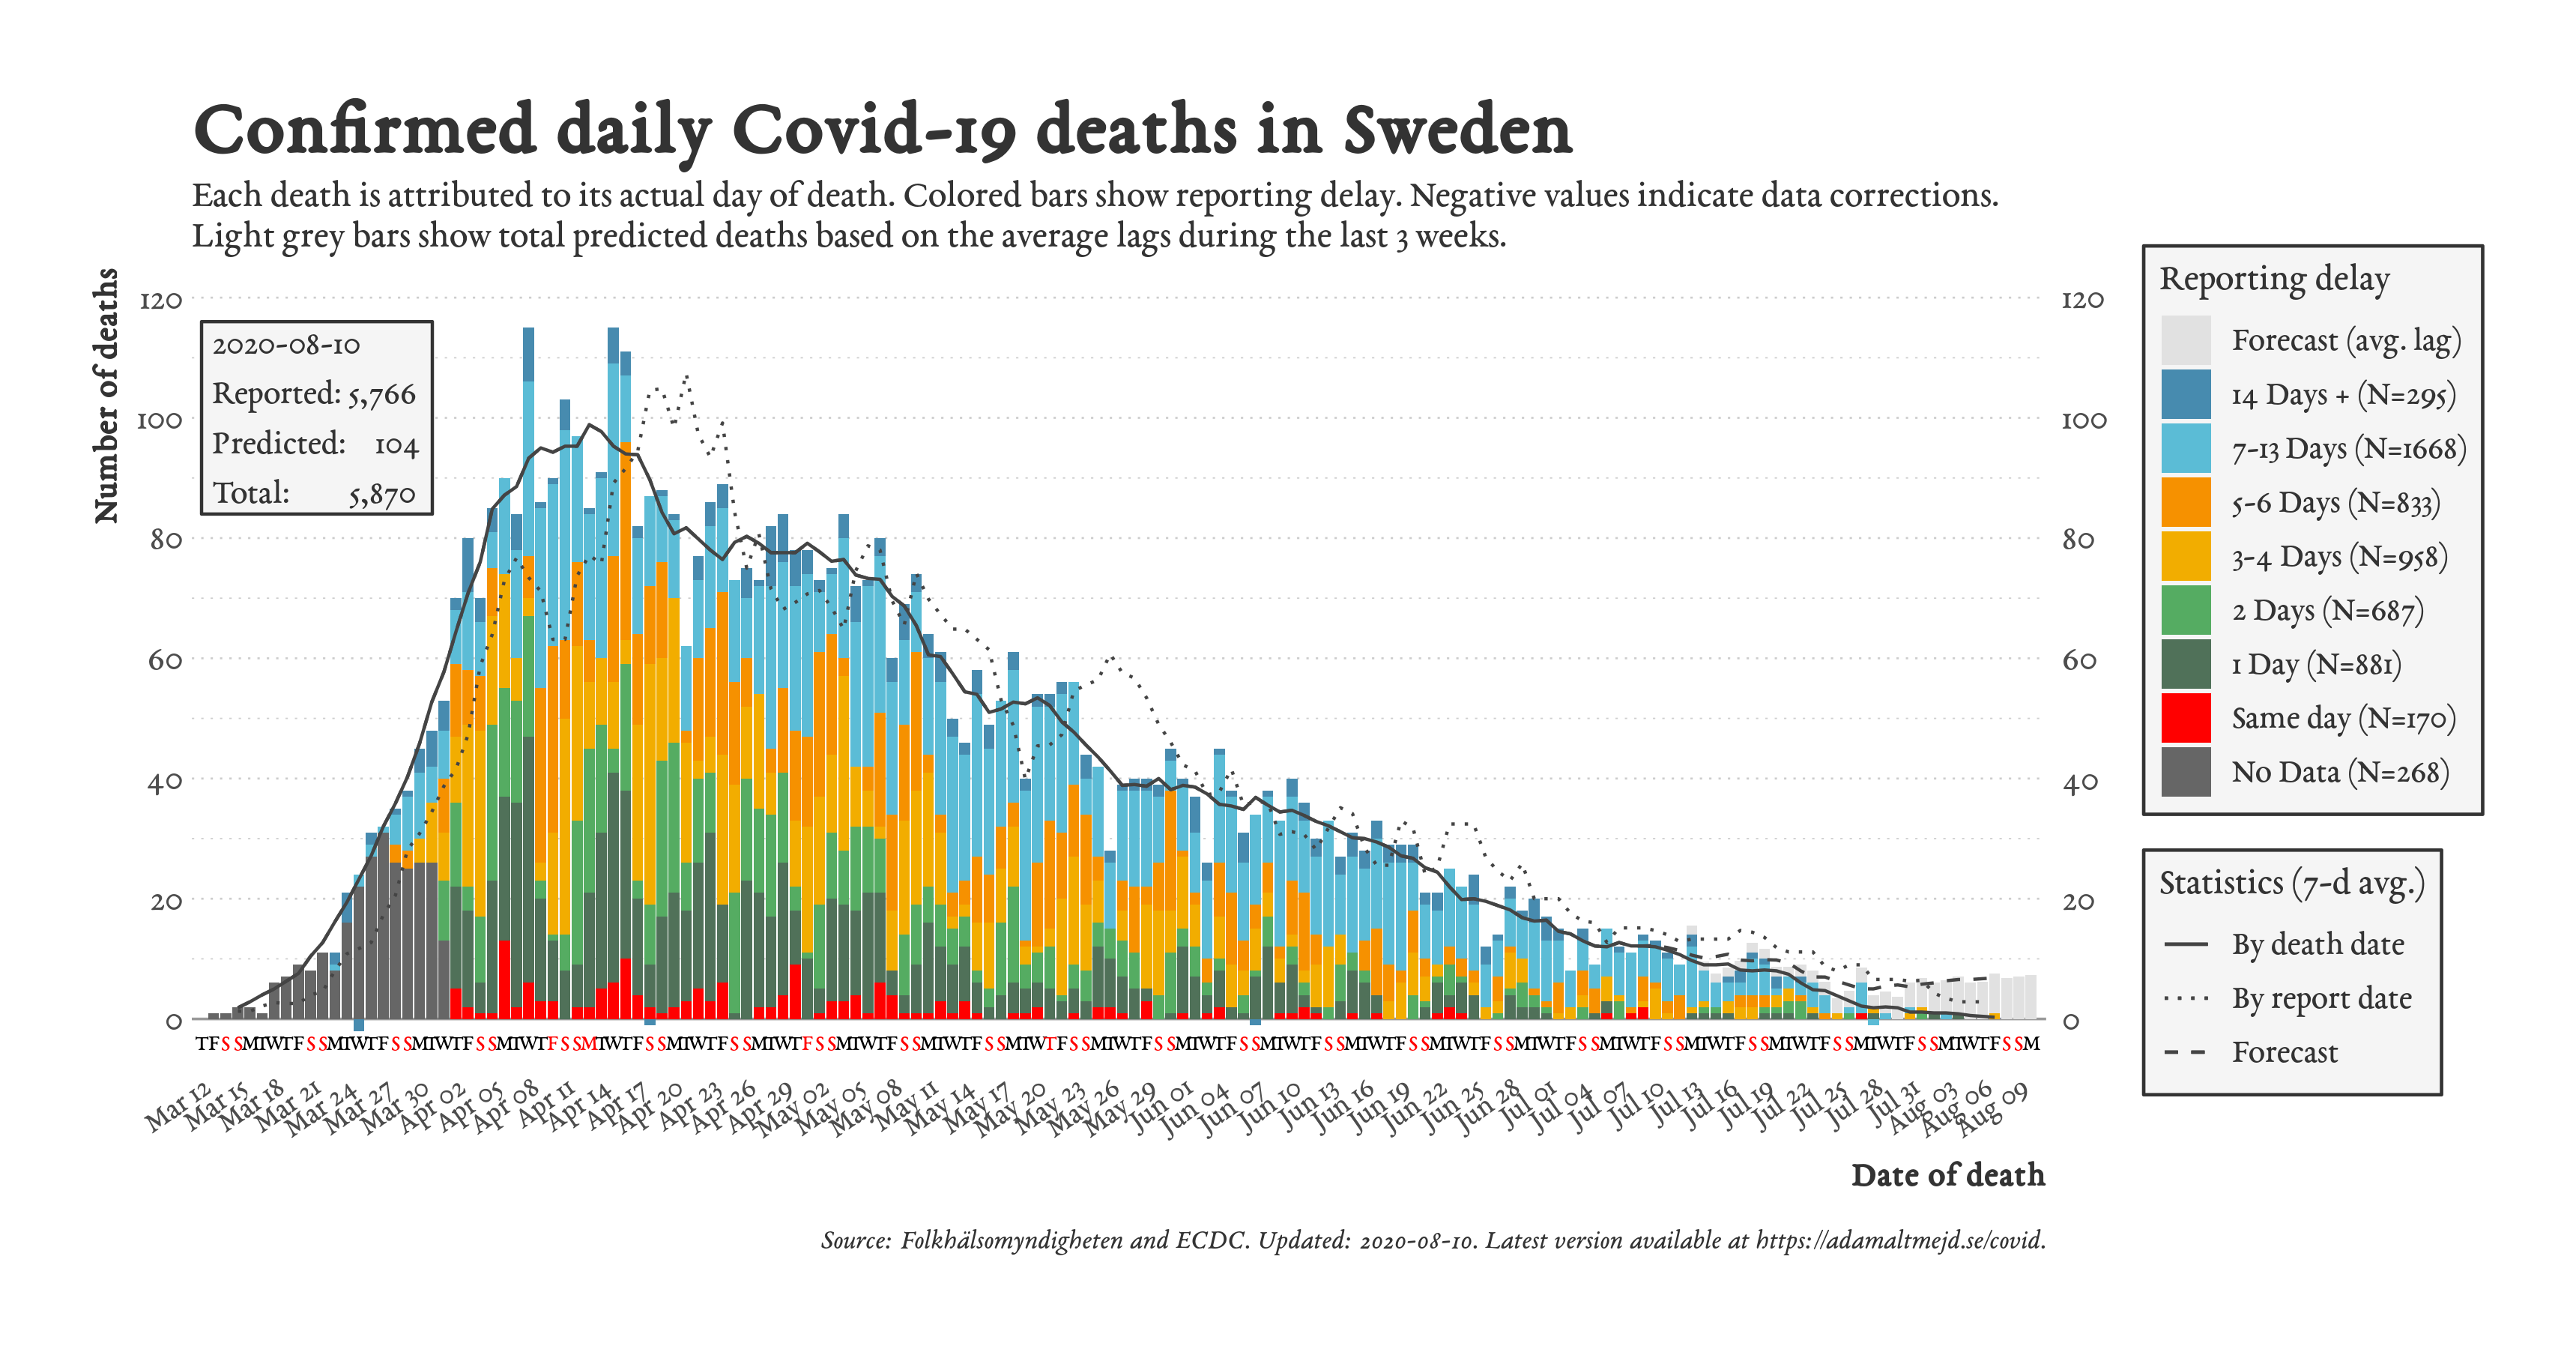 Confirmed daily Covid-19 deaths in Sweden
Each death is attributed to its actual day of death. Colored bars show reporting delay. Negative values indicate data corrections.
Light grey bars show total predicted deaths based on the average lags during the last 3 weeks.
Number of deaths
120
100
80
60
40
20
0
2020-08-10
Reported: 5,766
Predicted: 104
Total: 5,870
120
100
80
60
40
20
0
Reporting delay
Forecast (avg. lag)
14 Days + (N=295)
7-13 Days (N=1668)
5-6 Days (N=833)
3-4 Days (N=958)
2 Days (N=687)
1 Day (N=881)
Same day (N=170)
No Data (N=268)
Statistics (7-d avg.)
By death date
By report date
Forecast
Mar 12
Mar 15
Mar 18
Mar 21
Mar 24
Mar 27
Mar 30
Apr 02
Apr 05
Apr 08
Apr 11
Apr 14
Apr 17
Apr 20
Apr 23
Apr 26
Apr 29
May 02
May 05
May 08
May 11
May 14
May 17
May 20
May 23
May 26
May 29
Jun 01
Jun 04
Jun 07
Jun 10
Jun 13
Jun 16
Jun 19
Jun 22
Jun 25
Jun 28
Jul 01
Jul 04
Jul 07
Jul 10
Jul 13
Jul 16
Jul 19
Jul 22
Jul 25
Jul 28
Jul 31
Aug 03
Aug 06
Aug 09
Date of death
Source: Folkhälsomyndigheten and ECDC. Updated: 2020-08-10. Latest version available at https://adamaltmejd.se/covid.